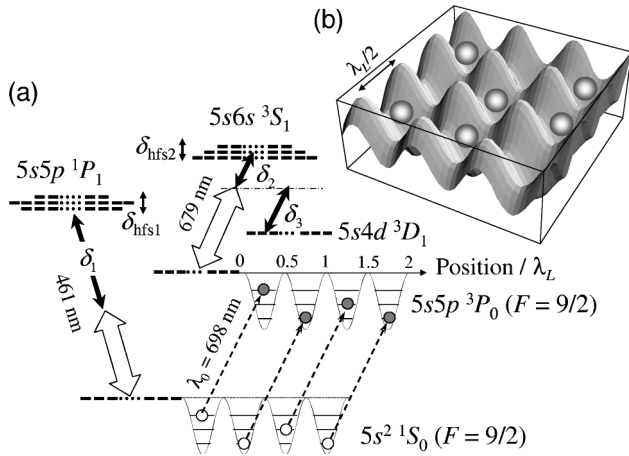 (b)
λL/2
(a)
5s6s ³S₁
δhfs2
5s5p ¹P₁
δhfs1
δ₂
679 nm
δ₃
5s4d ³D₁
δ₁
461 nm
0 0.5 1 1.5 2 Position / λL
5s5p ³P₀ (F = 9/2)
λ₀ = 698 nm
5s² ¹S₀ (F = 9/2)